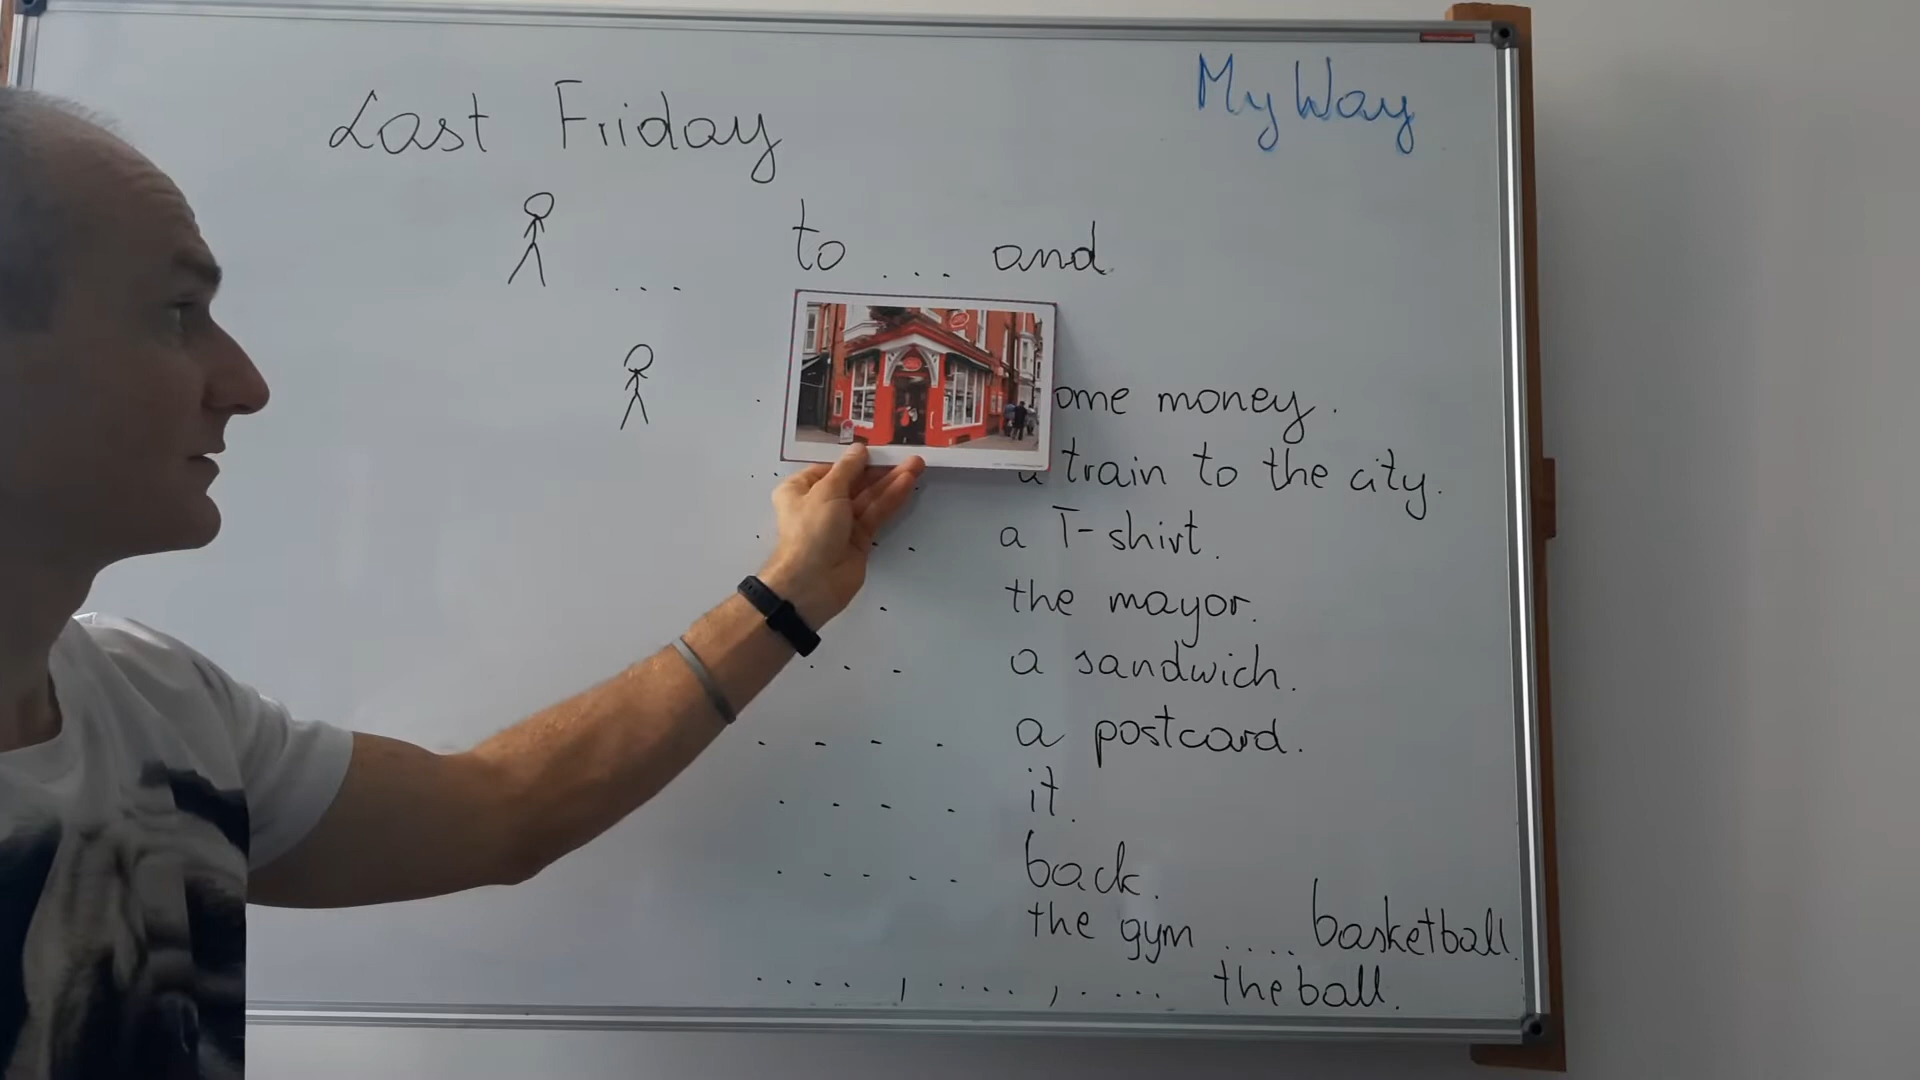 Last Friday
My Way
... to ... and
ome money.
a train to the city.
a T-shirt.
the mayor.
a sandwich.
.... a postcard.
.... it.
..... back.
the gym .... basketball.
...., ...., .... the ball.